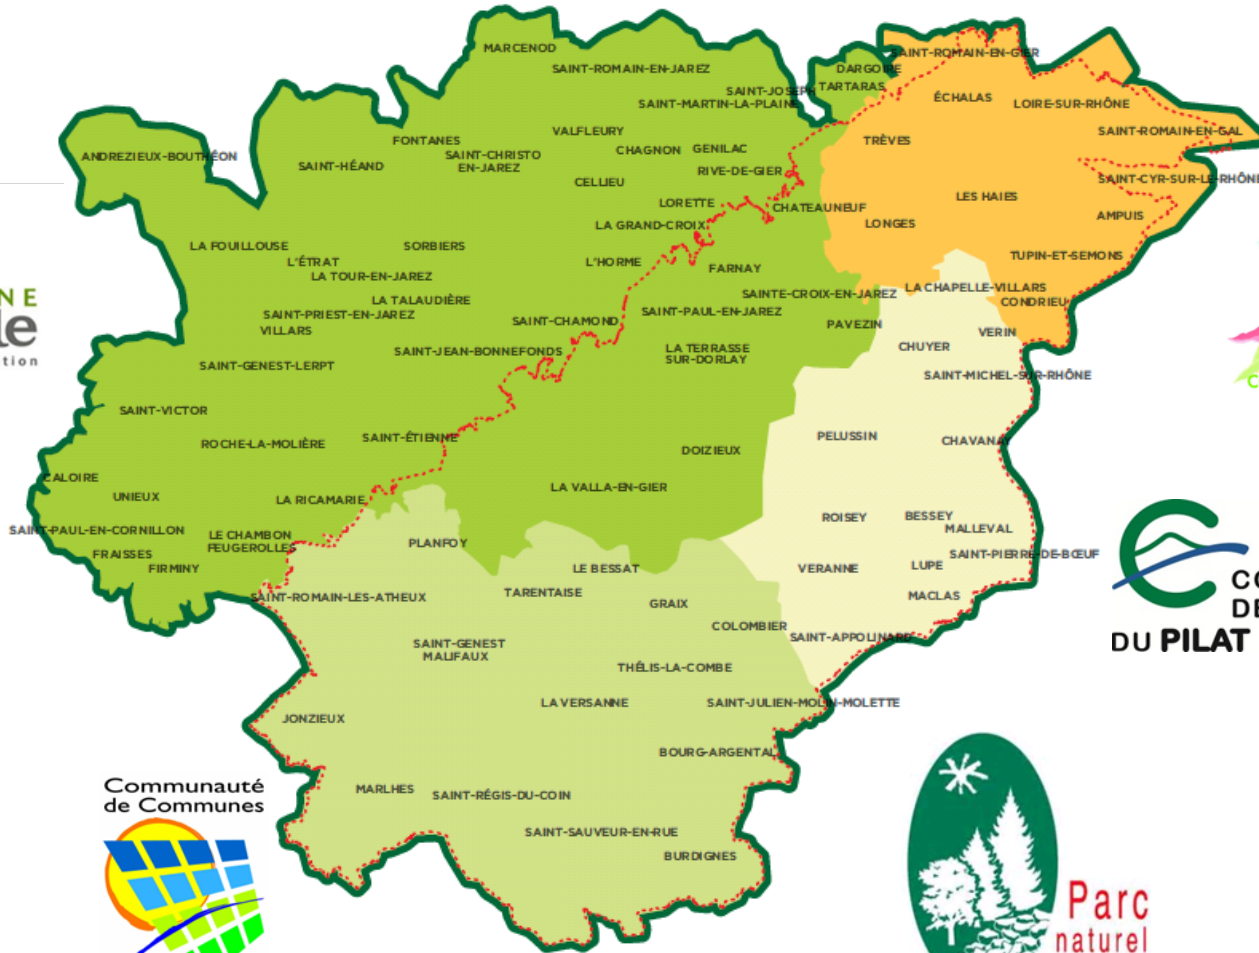 MARCENOD
SAINT-ROMAIN-EN-JAREZ
SAINT-JOSEPH
SAINT-MARTIN-LA-PLAINE
DARGOIRE
TARTARAS
SAINT-ROMAIN-EN-GIER
ÉCHALAS
LOIRE-SUR-RHÔNE
SAINT-ROMAIN-EN-GAL
TRÈVES
SAINT-CYR-SUR-LE-RHÔNE
LES HAIES
AMPUIS
LONGES
TUPIN-ET-SEMONS
ANDREZIEUX-BOUTHÉON
FONTANES
SAINT-HÉAND
SAINT-CHRISTO
EN-JAREZ
VALFLEURY
CHAGNON
GENILAC
RIVE-DE-GIER
CELLIEU
LORETTE
CHATEAUNEUF
LA GRAND-CROIX
LA FOUILLOUSE
SORBIERS
L'ÉTRAT
LA TOUR-EN-JAREZ
L'HORME
FARNAY
LA TALAUDIÈRE
SAINT-PRIEST-EN-JAREZ
VILLARS
SAINT-CHAMOND
SAINTE-CROIX-EN-JAREZ
SAINT-PAUL-EN-JAREZ
PAVEZIN
LA CHAPELLE-VILLARS
CONDRIEU
VERIN
CHUYER
SAINT-MICHEL-SUR-RHÔNE
SAINT-JEAN-BONNEFONDS
LA TERRASSE
SUR-DORLAY
SAINT-GENEST-LERPT
SAINT-VICTOR
ROCHE-LA-MOLIÈRE
SAINT-ÉTIENNE
DOIZIEUX
PELUSSIN
CHAVANAY
CALOIRE
UNIEUX
LA RICAMARIE
LA VALLA-EN-GIER
ROISEY
BESSEY
MALLEVAL
SAINT-PAUL-EN-CORNILLON
LE CHAMBON
FEUGEROLLES
FRAISSES
FIRMINY
PLANFOY
LE BESSAT
VERANNE
LUPE
SAINT-PIERRE-DE-BŒUF
MACLAS
SAINT-ROMAIN-LES-ATHEUX
TARENTAISE
GRAIX
COLOMBIER
SAINT-APPOLINARD
SAINT-GENEST
MALIFAUX
THÉLIS-LA-COMBE
LA VERSANNE
SAINT-JULIEN-MOLIN-MOLETTE
JONZIEUX
BOURG-ARGENTAL
MARLHES
SAINT-RÉGIS-DU-COIN
SAINT-SAUVEUR-EN-RUE
BURDIGNES
DU PILAT
Communauté
de Communes
Parc
naturel